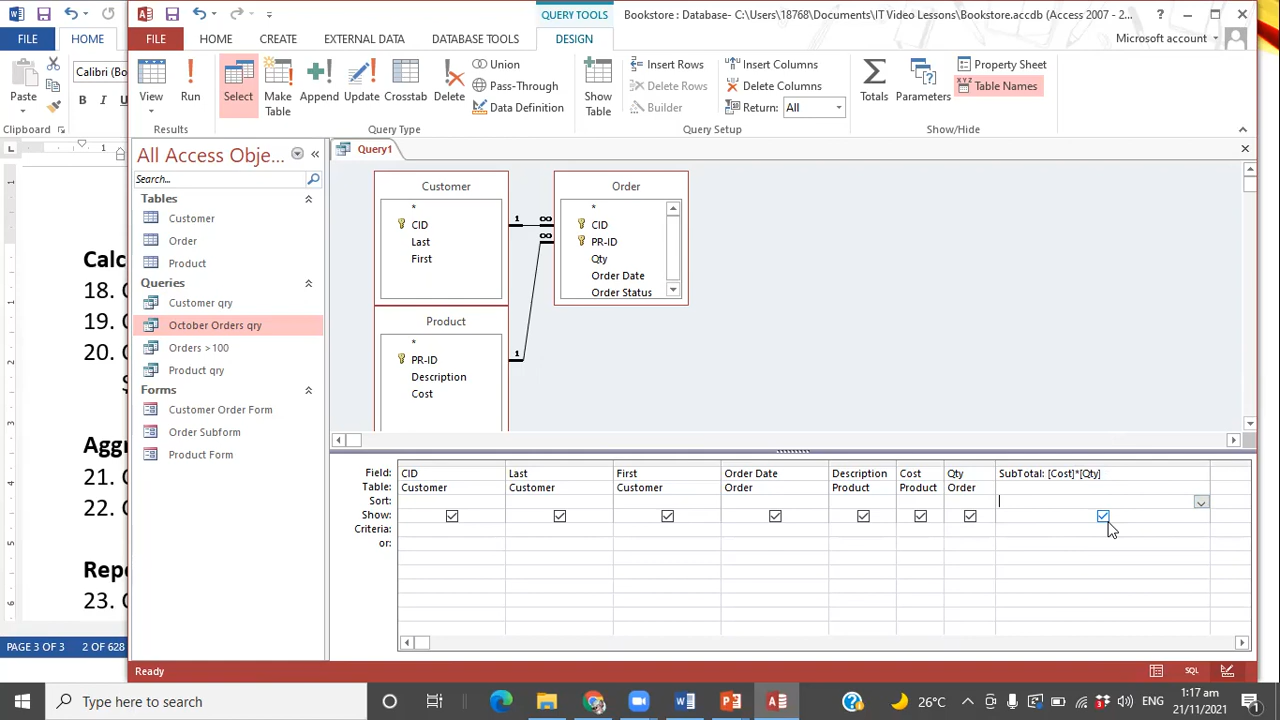 QUERY TOOLS
Bookstore : Database- C:\Users\18768\Documents\IT Video Lessons\Bookstore.accdb (Access 2007 - 2...
FILE
HOME
FILE
HOME
CREATE
EXTERNAL DATA
DATABASE TOOLS
DESIGN
Microsoft account
Paste
Clipboard
Calibri (Bo
B I U
View
Run
Results
Select
Make Table
Append
Update
Crosstab
Delete
Union
Pass-Through
Data Definition
Query Type
Show Table
Insert Rows
Delete Rows
Builder
Insert Columns
Delete Columns
Return: All
Query Setup
Totals
Parameters
Property Sheet
Table Names
Show/Hide
All Access Obje...
Search...
Tables
Customer
Order
Product
Queries
Customer qry
October Orders qry
Orders >100
Product qry
Forms
Customer Order Form
Order Subform
Product Form
Calc
18. C
19. C
20. C
$
Aggr
21. C
22. C
Repo
23. C
Query1
Customer
*
CID
Last
First
Order
*
CID
PR-ID
Qty
Order Date
Order Status
Product
*
PR-ID
Description
Cost
1 ∞
∞
1
Field: CID Last First Order Date Description Cost Qty SubTotal: [Cost]*[Qty]
Table: Customer Customer Customer Order Product Product Order
Sort:
Show:
Criteria:
or:
PAGE 3 OF 3 2 OF 628
Ready
SQL
Type here to search
26°C
ENG
1:17 am
21/11/2021